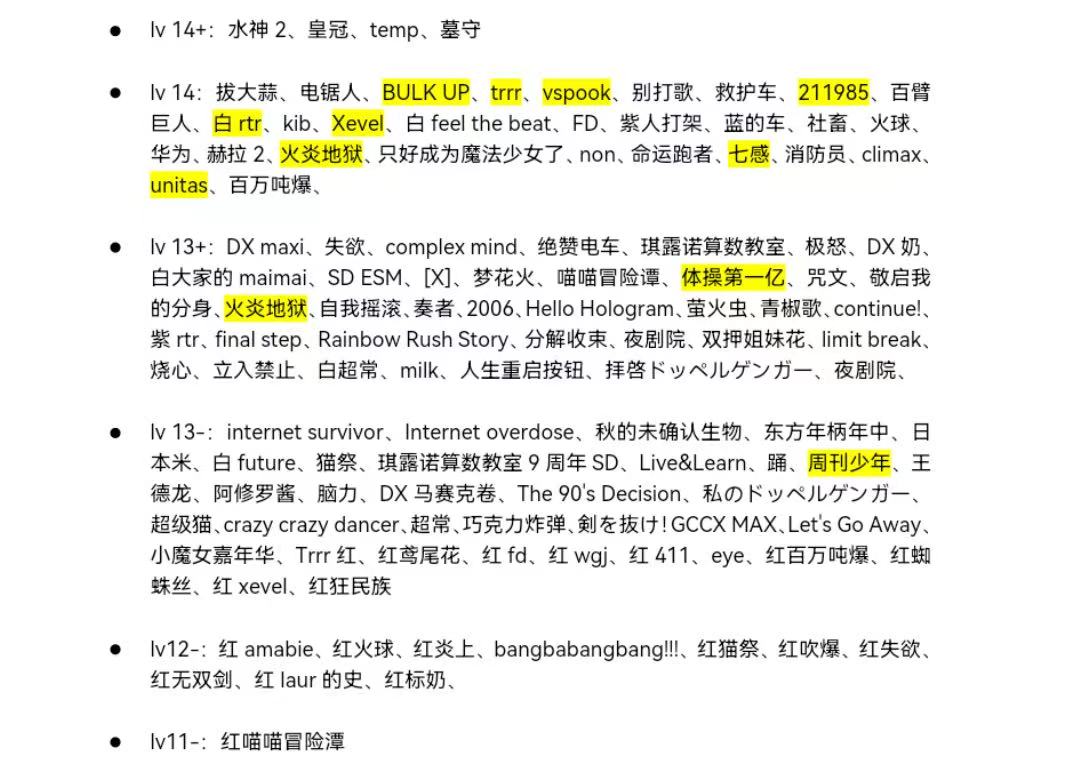 ● lv 14+：水神 2、皇冠、temp、墓守
● lv 14：拔大蒜、电锯人、BULK UP、trrr、vspook、别打歌、救护车、211985、百臂
巨人、白 rtr、kib、Xevel、白 feel the beat、FD、紫人打架、蓝的车、社畜、火球、
华为、赫拉 2、火炎地狱、只好成为魔法少女了、non、命运跑者、七感、消防员、climax、
unitas、百万吨爆、
● lv 13+：DX maxi、失欲、complex mind、绝赞电车、琪露诺算数教室、极怒、DX 奶、
白大家的 maimai、SD ESM、[X]、梦花火、喵喵冒险谭、体操第一亿、咒文、敬启我
的分身、火炎地狱、自我摇滚、奏者、2006、Hello Hologram、萤火虫、青椒歌、continue!、
紫 rtr、final step、Rainbow Rush Story、分解收束、夜剧院、双押姐妹花、limit break、
烧心、立入禁止、白超常、milk、人生重启按钮、拝啓ドッペルゲンガー、夜剧院、
● lv 13-：internet survivor、Internet overdose、秋的未确认生物、东方年柄年中、日
本米、白 future、猫祭、琪露诺算数教室 9 周年 SD、Live&Learn、踊、周刊少年、王
德龙、阿修罗酱、脑力、DX 马赛克卷、The 90's Decision、私のドッペルゲンガー、
超级猫、crazy crazy dancer、超常、巧克力炸弹、剣を抜け！GCCX MAX、Let's Go Away、
小魔女嘉年华、Trrr 红、红鸢尾花、红 fd、红 wgj、红 411、eye、红百万吨爆、红蜘
蛛丝、红 xevel、红狂民族
● lv12-：红 amabie、红火球、红炎上、bangbabangbang!!!、红猫祭、红吹爆、红失欲、
红无双剑、红 laur 的史、红标奶、
● lv11-：红喵喵冒险潭